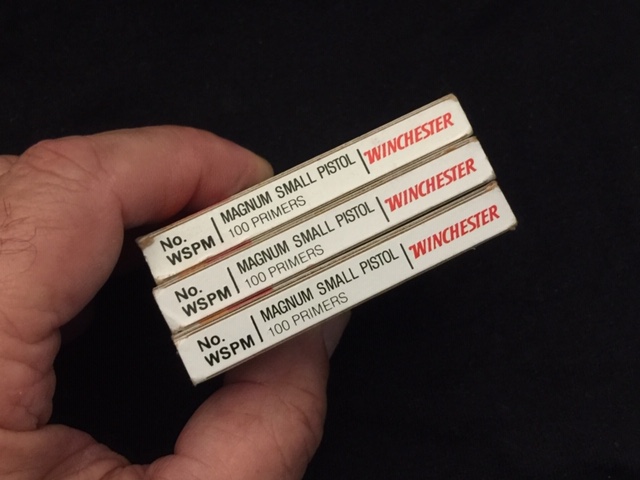 No.
WSPM
MAGNUM SMALL PISTOL
100 PRIMERS
WINCHESTER
No.
WSPM
MAGNUM SMALL PISTOL
100 PRIMERS
WINCHESTER
No.
WSPM
MAGNUM SMALL PISTOL
100 PRIMERS
WINCHESTER